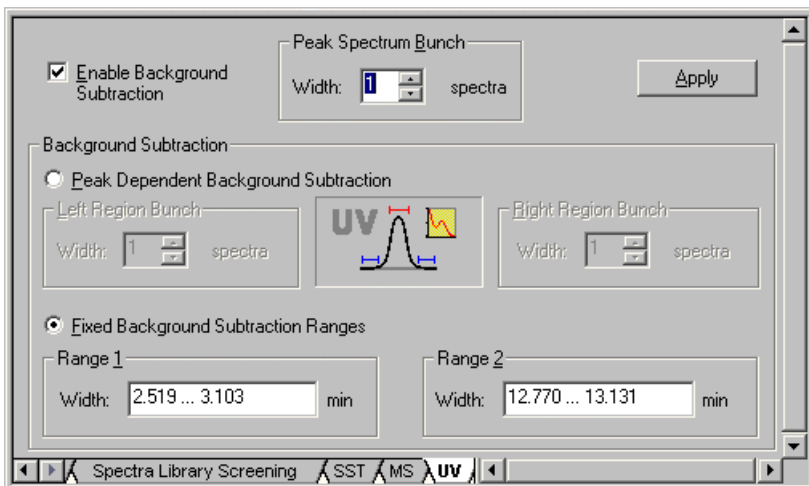 Peak Spectrum Bunch
Enable Background
Subtraction
Width: 1 spectra
Apply
Background Subtraction
Peak Dependent Background Subtraction
Left Region Bunch
Width: 1 spectra
UV
Right Region Bunch
Width: 1 spectra
Fixed Background Subtraction Ranges
Range 1
Width: 2.519 ... 3.103 min
Range 2
Width: 12.770 ... 13.131 min
Spectra Library Screening SST MS UV